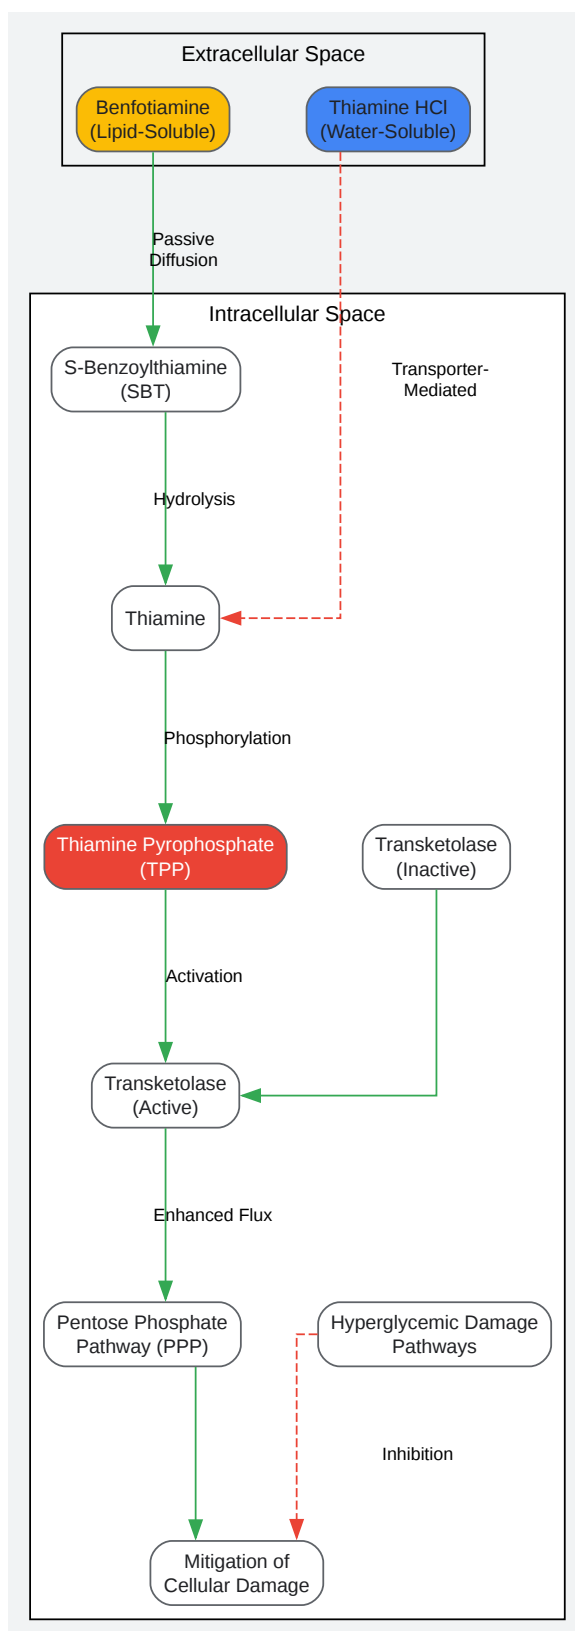 Extracellular Space
Benfotiamine
(Lipid-Soluble)
Thiamine HCl
(Water-Soluble)
Passive
Diffusion
Intracellular Space
S-Benzoylthiamine
(SBT)
Transporter-
Mediated
Hydrolysis
Thiamine
Phosphorylation
Thiamine Pyrophosphate
(TPP)
Transketolase
(Inactive)
Activation
Transketolase
(Active)
Enhanced Flux
Pentose Phosphate
Pathway (PPP)
Hyperglycemic Damage
Pathways
Inhibition
Mitigation of
Cellular Damage